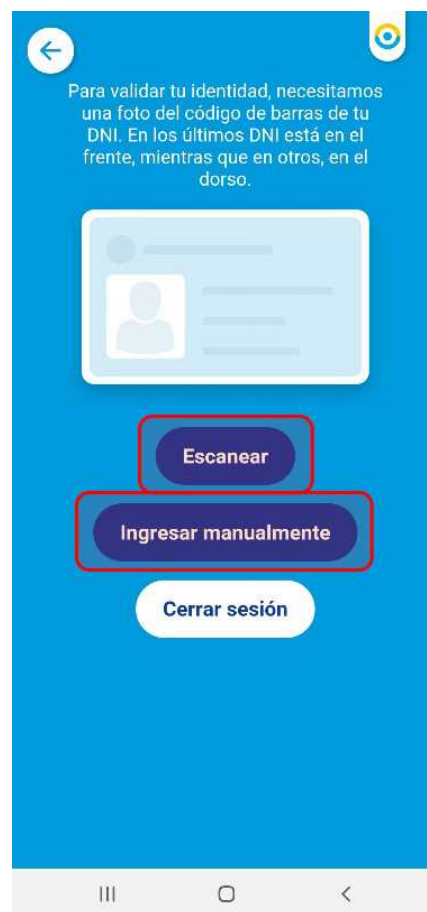 Para validar tu identidad, necesitamos
una foto del código de barras de tu
DNI. En los últimos DNI está en el
frente, mientras que en otros, en el
dorso.
Escanear
Ingresar manualmente
Cerrar sesión